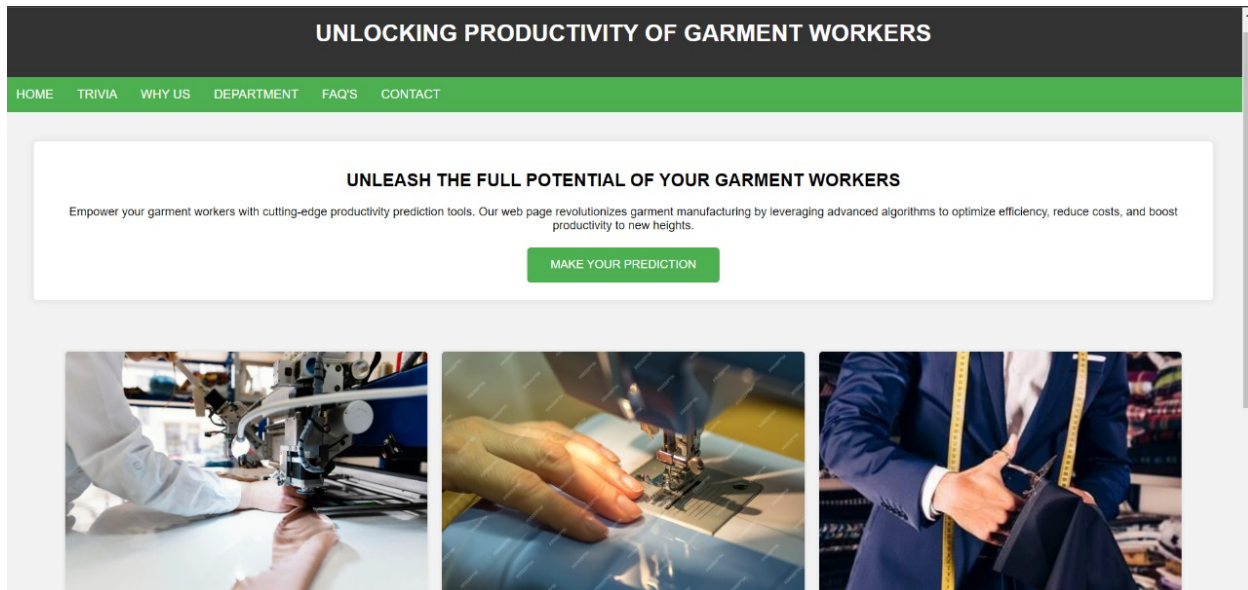 UNLOCKING PRODUCTIVITY OF GARMENT WORKERS
HOME TRIVIA WHY US DEPARTMENT FAQ'S CONTACT
UNLEASH THE FULL POTENTIAL OF YOUR GARMENT WORKERS
Empower your garment workers with cutting-edge productivity prediction tools. Our web page revolutionizes garment manufacturing by leveraging advanced algorithms to optimize efficiency, reduce costs, and boost
productivity to new heights.
MAKE YOUR PREDICTION